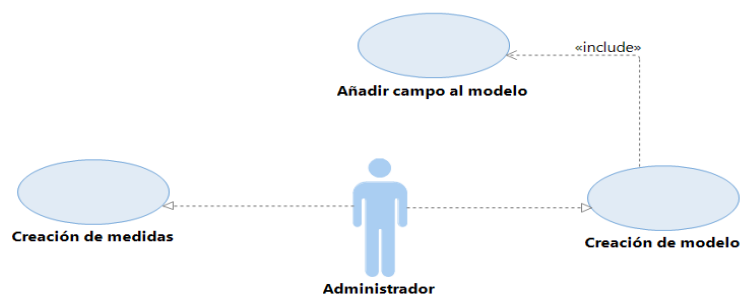 «include»
Añadir campo al modelo
Creación de medidas
Creación de modelo
Administrador